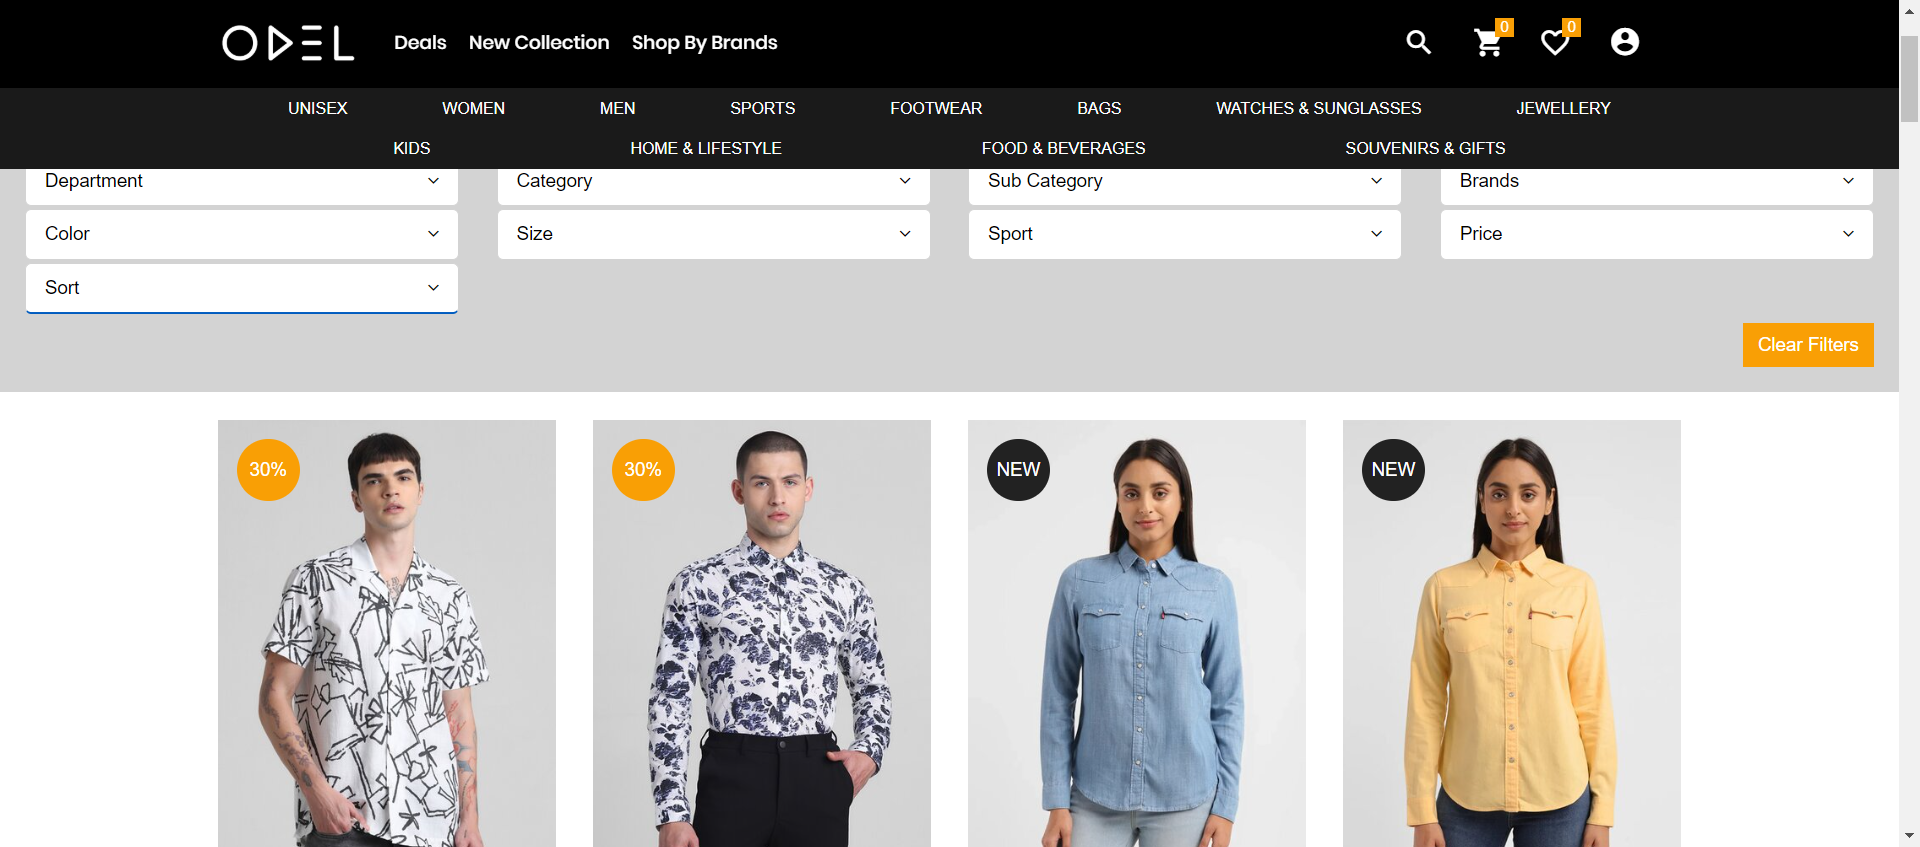 ODEL Deals New Collection Shop By Brands 0 0
UNISEX WOMEN MEN SPORTS FOOTWEAR BAGS WATCHES & SUNGLASSES JEWELLERY
KIDS HOME & LIFESTYLE FOOD & BEVERAGES SOUVENIRS & GIFTS
Department Category Sub Category Brands
Color Size Sport Price
Sort
Clear Filters
30% 30% NEW NEW